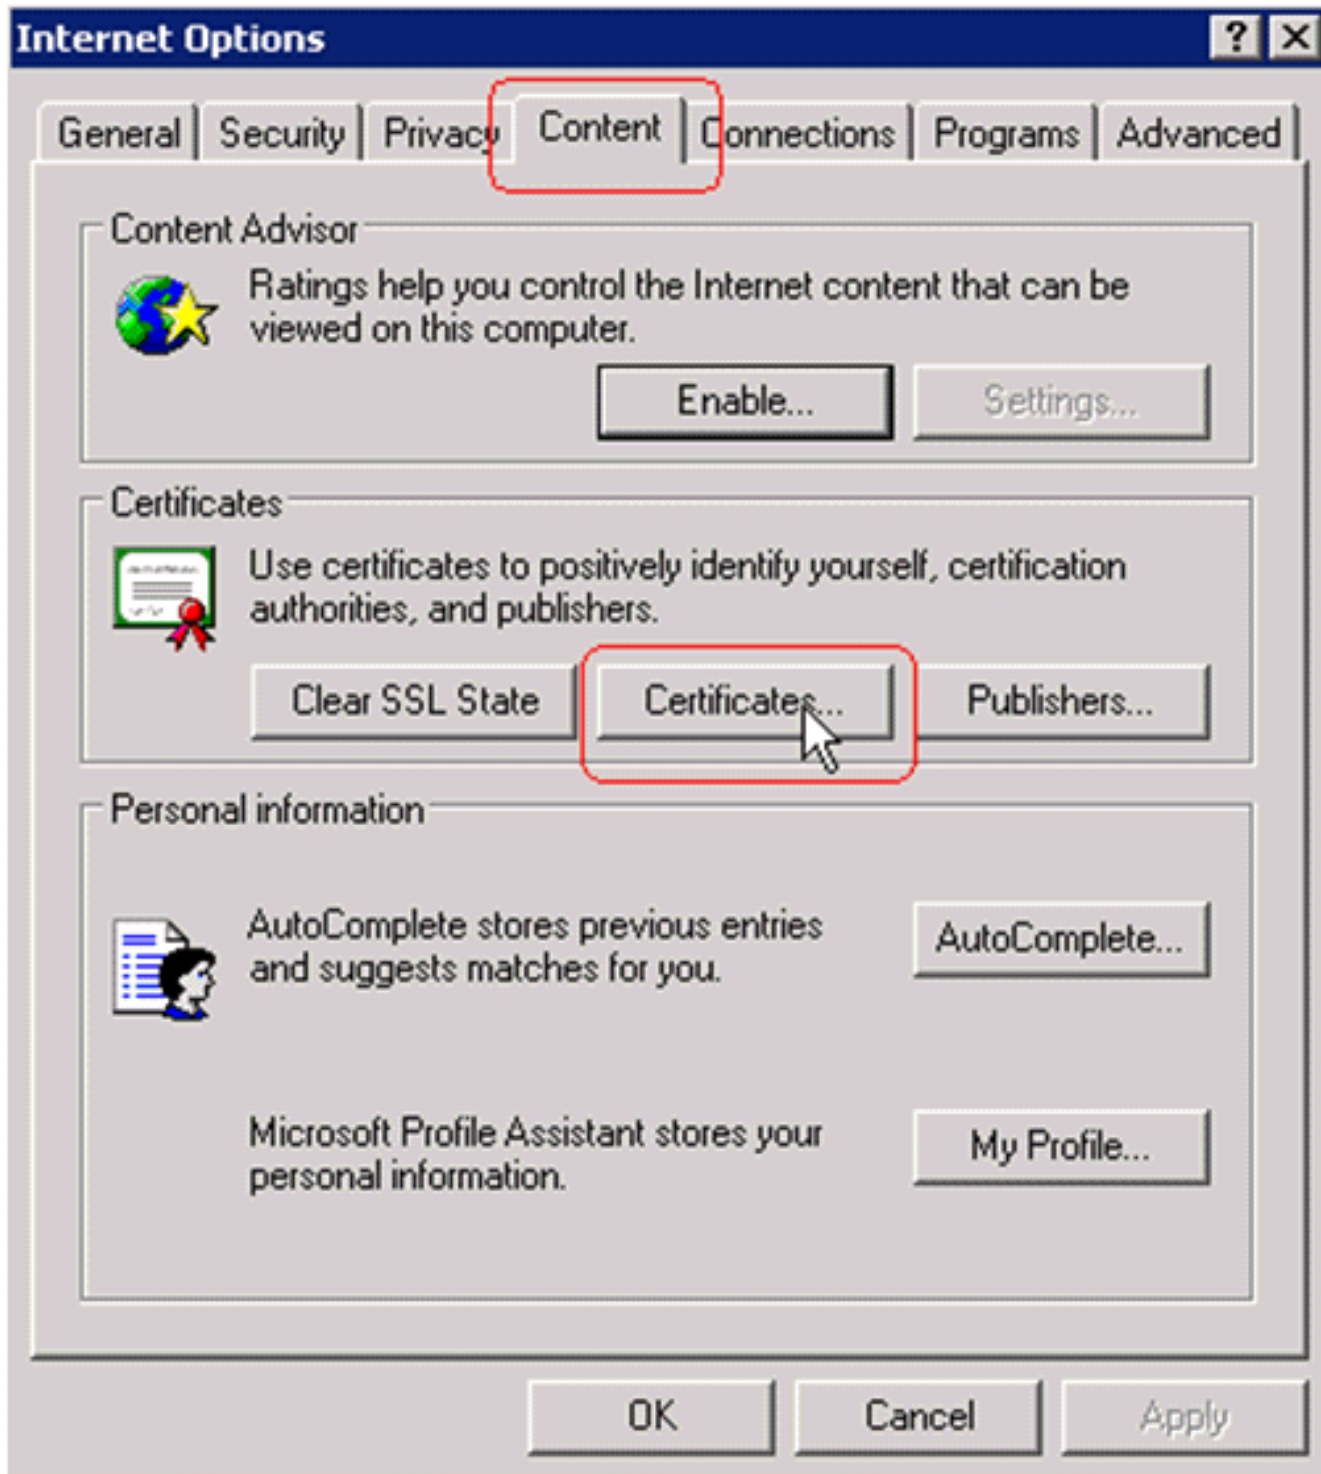 Internet Options
General Security Privacy Content Connections Programs Advanced
Content Advisor
Ratings help you control the Internet content that can be
viewed on this computer.
Enable... Settings...
Certificates
Use certificates to positively identify yourself, certification
authorities, and publishers.
Clear SSL State Certificates... Publishers...
Personal information
AutoComplete stores previous entries
and suggests matches for you.
AutoComplete...
Microsoft Profile Assistant stores your
personal information.
My Profile...
OK Cancel Apply